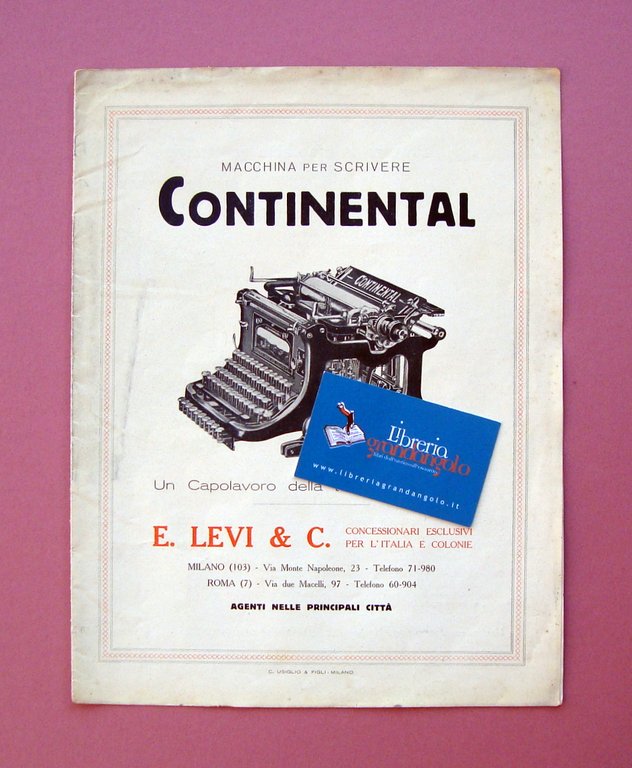 MACCHINA PER SCRIVERE
CONTINENTAL
CONTINENTAL
Un Capolavoro della
Libreria
grandangolo
www.libreriagrandangolo.it
E. LEVI & C.
CONCESSIONARI ESCLUSIVI
PER L'ITALIA E COLONIE
MILANO (103) - Via Monte Napoleone, 23 - Telefono 71-980
ROMA (7) - Via due Macelli, 97 - Telefono 60-904
AGENTI NELLE PRINCIPALI CITTÀ
C. USIGLIO & FIGLI - MILANO